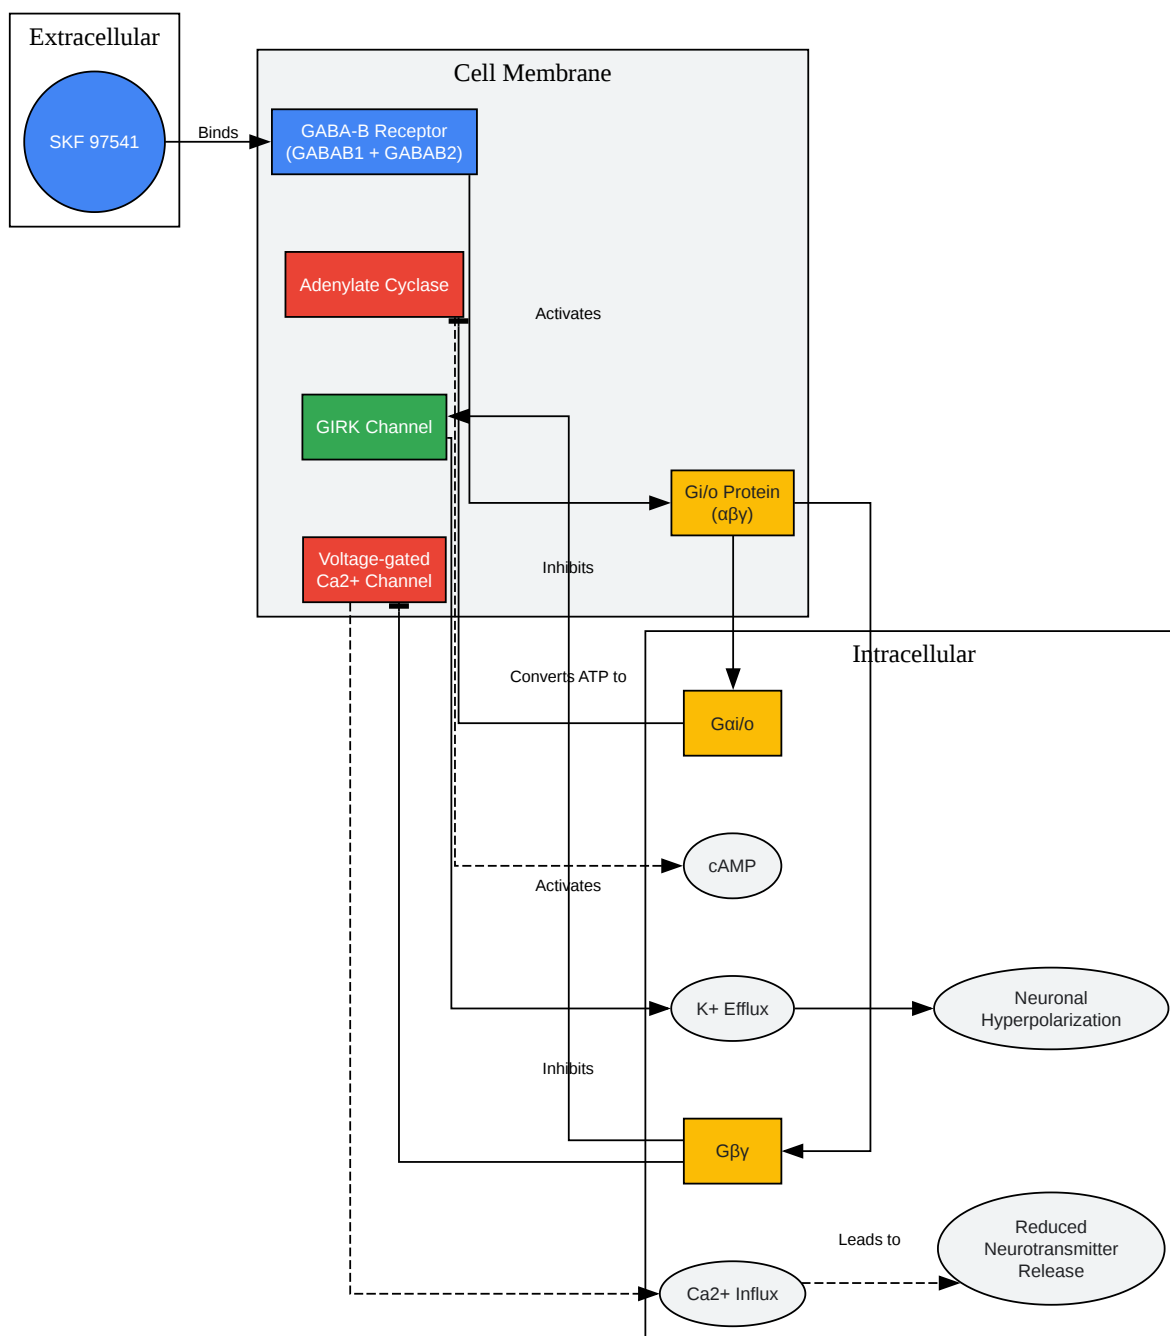 Extracellular
Cell Membrane
SKF 97541
Binds
GABA-B Receptor
(GABAB1 + GABAB2)
Adenylate Cyclase
Activates
GIRK Channel
Gi/o Protein
(αβγ)
Voltage-gated
Ca2+ Channel
Inhibits
Intracellular
Converts ATP to
Gαi/o
cAMP
Activates
K+ Efflux
Neuronal
Hyperpolarization
Inhibits
Gβγ
Leads to
Reduced
Neurotransmitter
Release
Ca2+ Influx